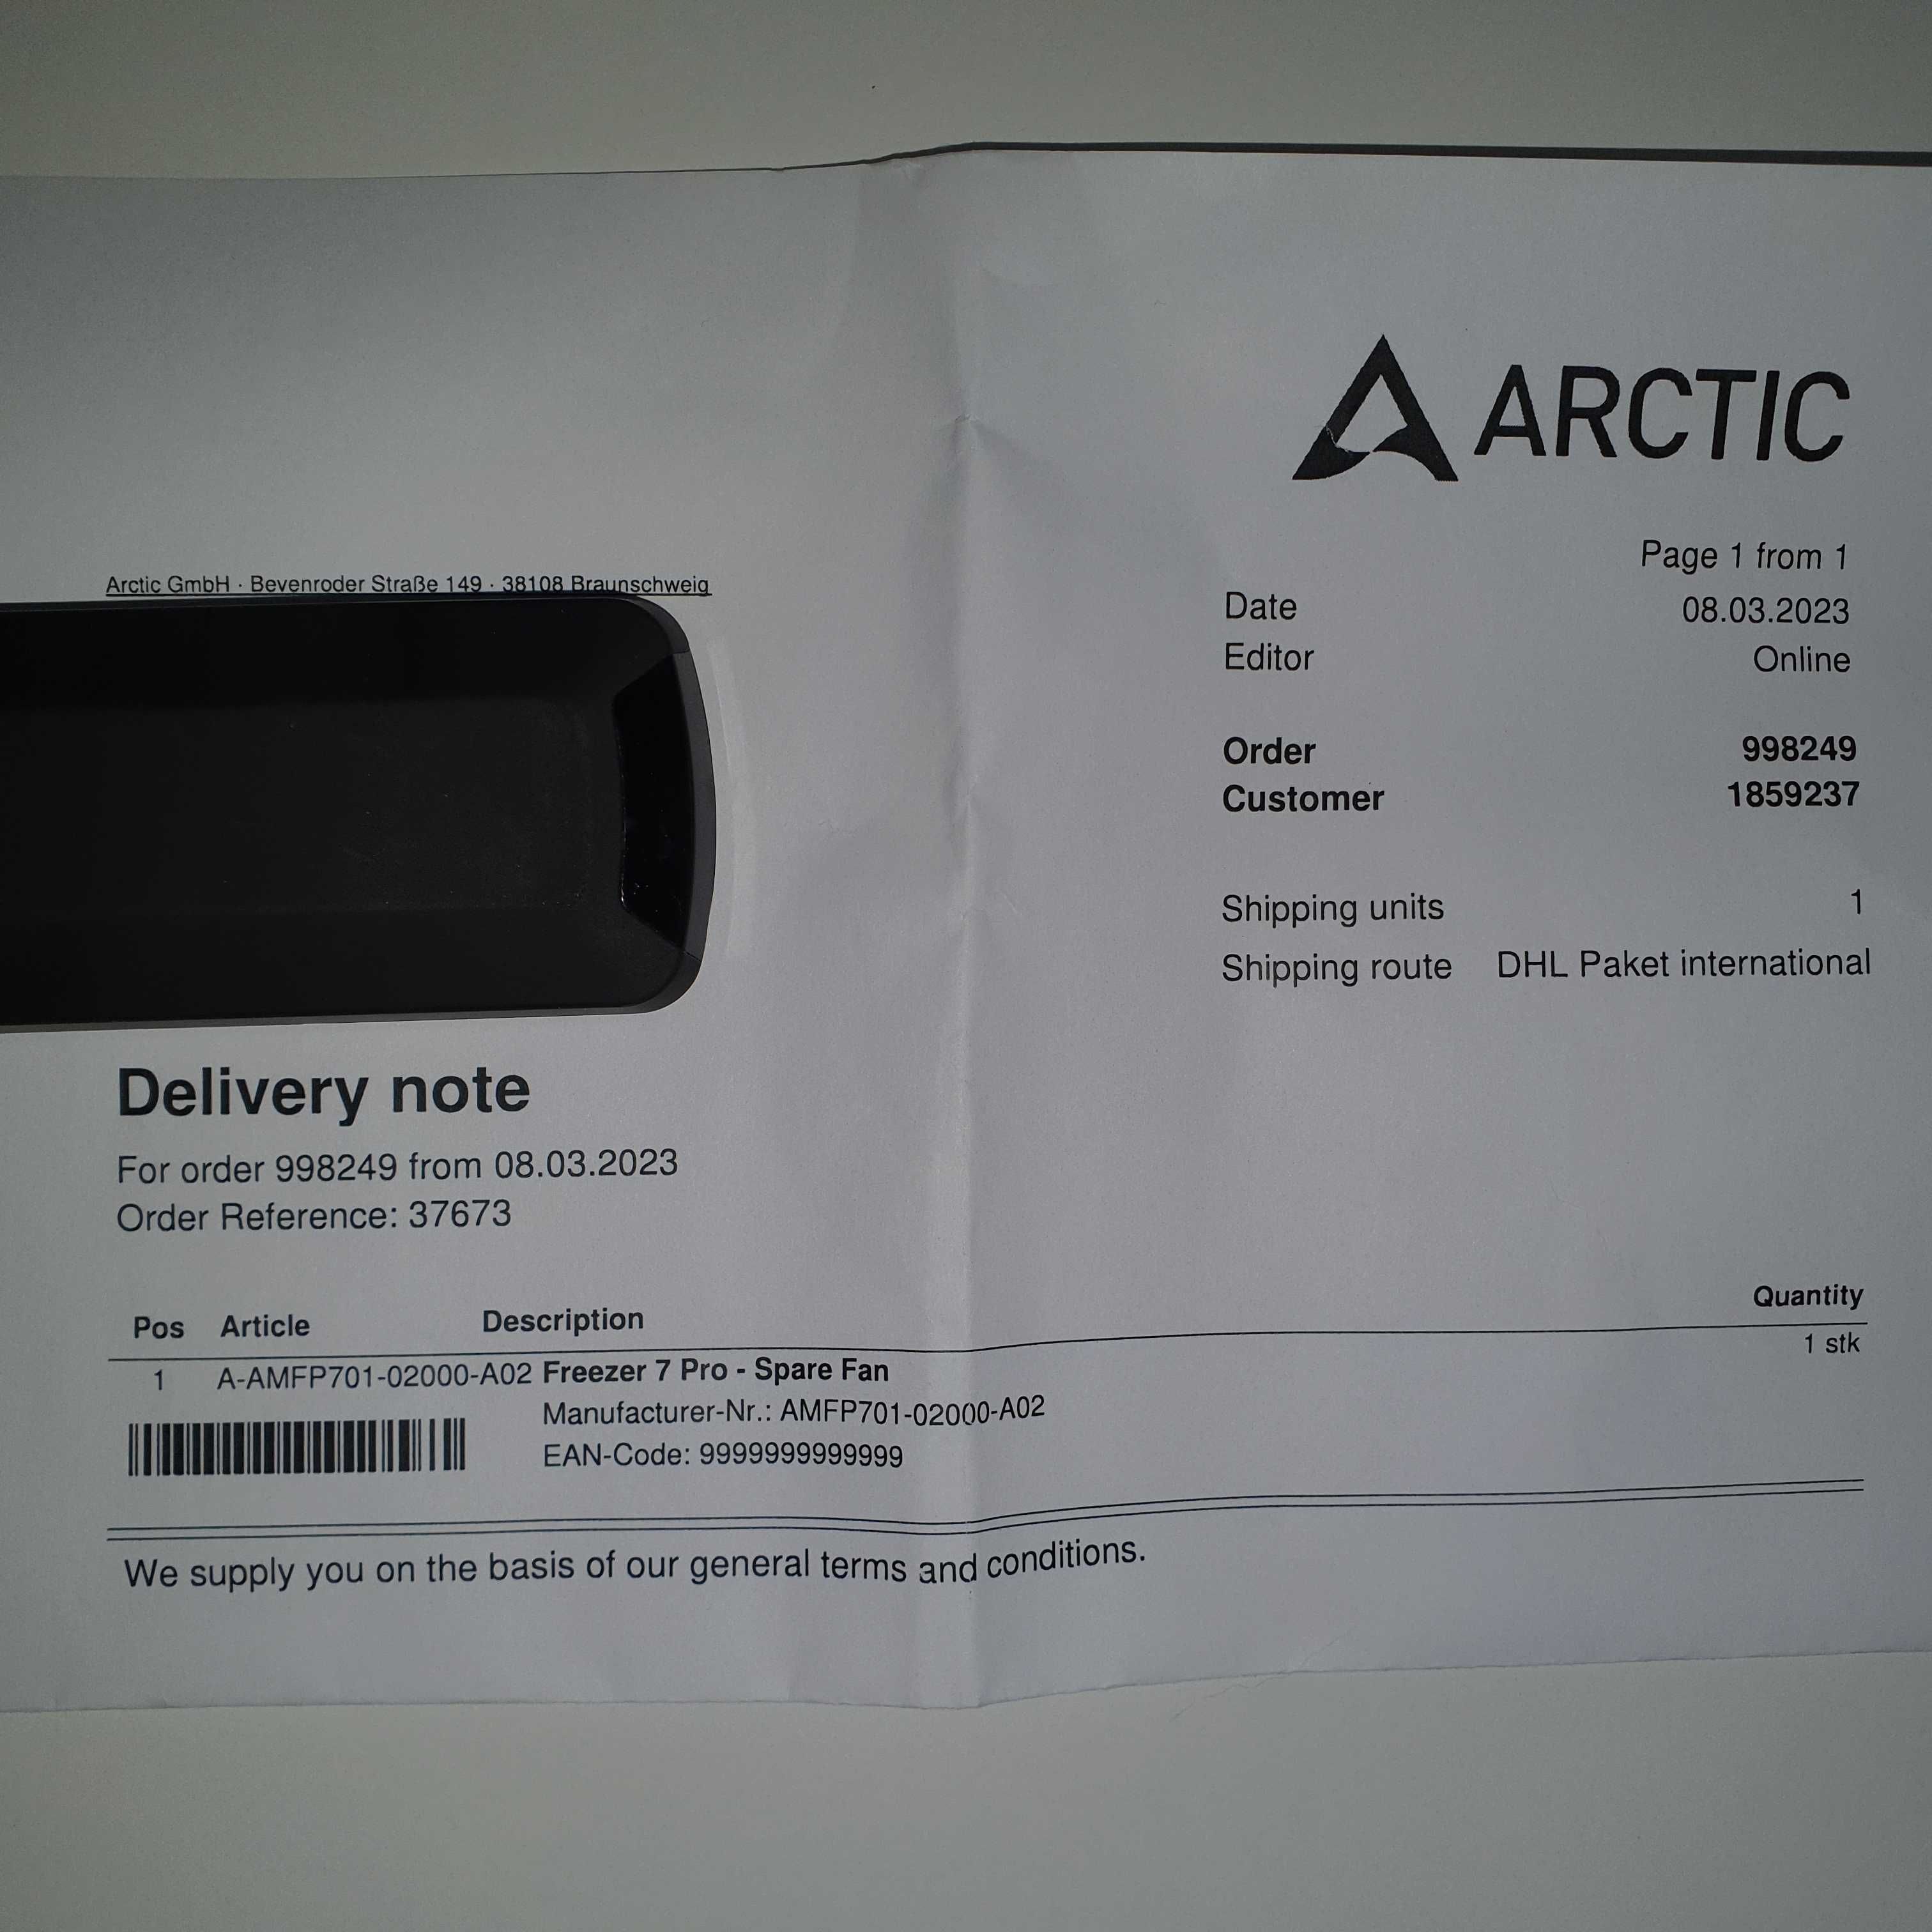 ARCTIC
Page 1 from 1
Arctic GmbH · Bevenroder Straße 149 · 38108 Braunschweig
Date 08.03.2023
Editor Online
Order 998249
Customer 1859237
Shipping units 1
Shipping route DHL Paket international
Delivery note
For order 998249 from 08.03.2023
Order Reference: 37673
Pos Article Description Quantity
1 A-AMFP701-02000-A02 Freezer 7 Pro - Spare Fan 1 stk
Manufacturer-Nr.: AMFP701-02000-A02
EAN-Code: 9999999999999
We supply you on the basis of our general terms and conditions.